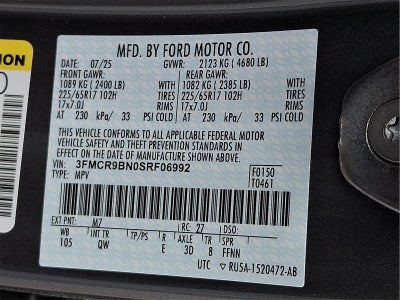 TION
MFD. BY FORD MOTOR CO.
DATE: 07/25 GVWR: 2123 KG ( 4680 LB)
FRONT GAWR: REAR GAWR:
1089 KG ( 2400 LB) WITH 1082 KG ( 2385 LB) WITH
225/65R17 102H TIRES 225/65R17 102H TIRES
17x7.0J RIMS 17x7.0J RIMS
AT 230 kPa/ 33 PSI COLD AT 230 kPa/ 33 PSI COLD
THIS VEHICLE CONFORMS TO ALL APPLICABLE FEDERAL MOTOR
VEHICLE SAFETY AND BUMPER STANDARDS IN EFFECT ON THE DATE OF MANUFACTURE SHOWN ABOVE.
VIN: 3FMCR9BN0SRF06992 F0150
TYPE: MPV T0461
EXT PNT: M7 RC: 27 DSO:
WB INT TR TP/PS R AXLE TR SPR
105 QW E 3D 8 FFNN
UTC RU5A-1520472-AB